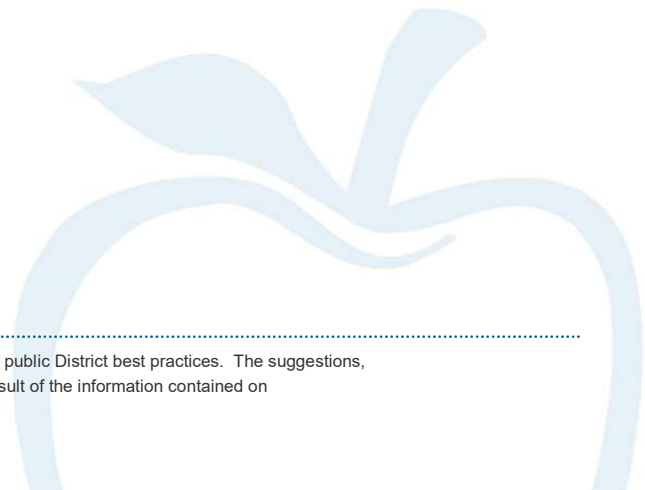 public District best practices.  The suggestions,
sult of the information contained on